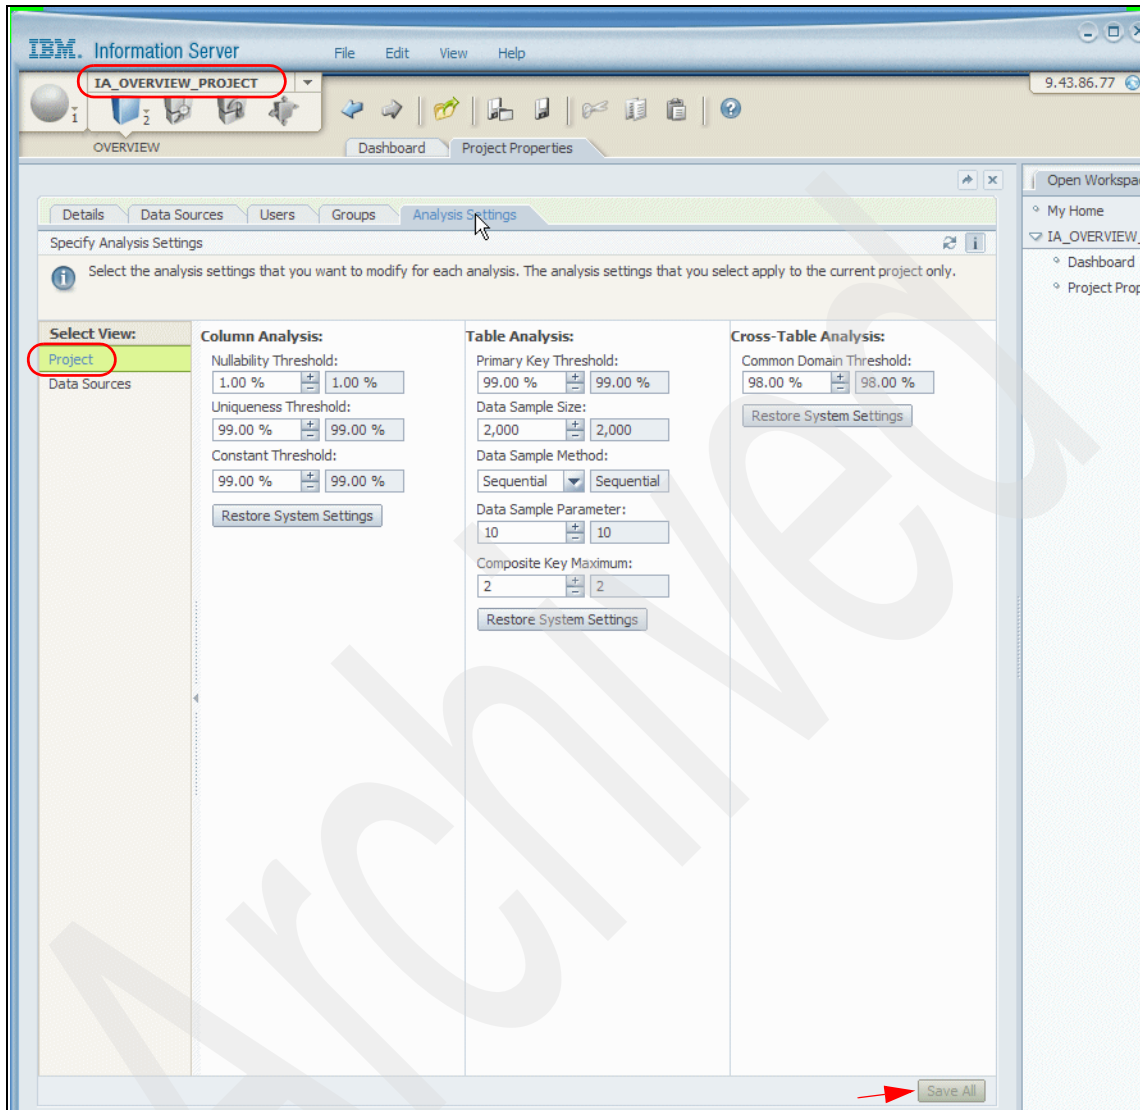 IBM. Information Server File Edit View Help
IA_OVERVIEW_PROJECT
9.43.86.77
1 2
OVERVIEW Dashboard Project Properties
Open Workspa
Details Data Sources Users Groups Analysis Settings
My Home
Specify Analysis Settings
IA_OVERVIEW_
Dashboard
Project Prop
Select the analysis settings that you want to modify for each analysis. The analysis settings that you select apply to the current project only.
Select View:
Project
Data Sources
Column Analysis:
Nullability Threshold:
1.00 % 1.00 %
Uniqueness Threshold:
99.00 % 99.00 %
Constant Threshold:
99.00 % 99.00 %
Restore System Settings
Table Analysis:
Primary Key Threshold:
99.00 % 99.00 %
Data Sample Size:
2,000 2,000
Data Sample Method:
Sequential Sequential
Data Sample Parameter:
10 10
Composite Key Maximum:
2 2
Restore System Settings
Cross-Table Analysis:
Common Domain Threshold:
98.00 % 98.00 %
Restore System Settings
Save All
Archived